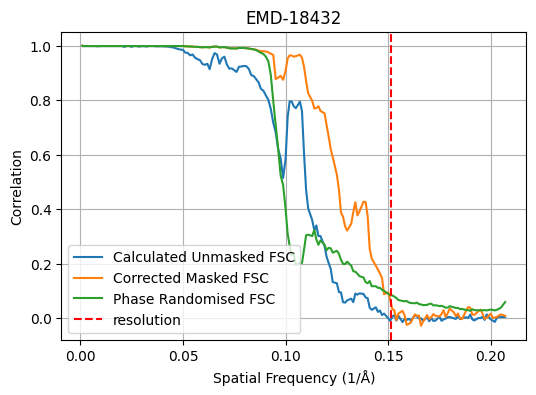 EMD-18432
Correlation
1.0
0.8
0.6
0.4
0.2
0.0
Calculated Unmasked FSC
Corrected Masked FSC
Phase Randomised FSC
resolution
0.00
0.05
0.10
0.15
0.20
Spatial Frequency (1/Å)